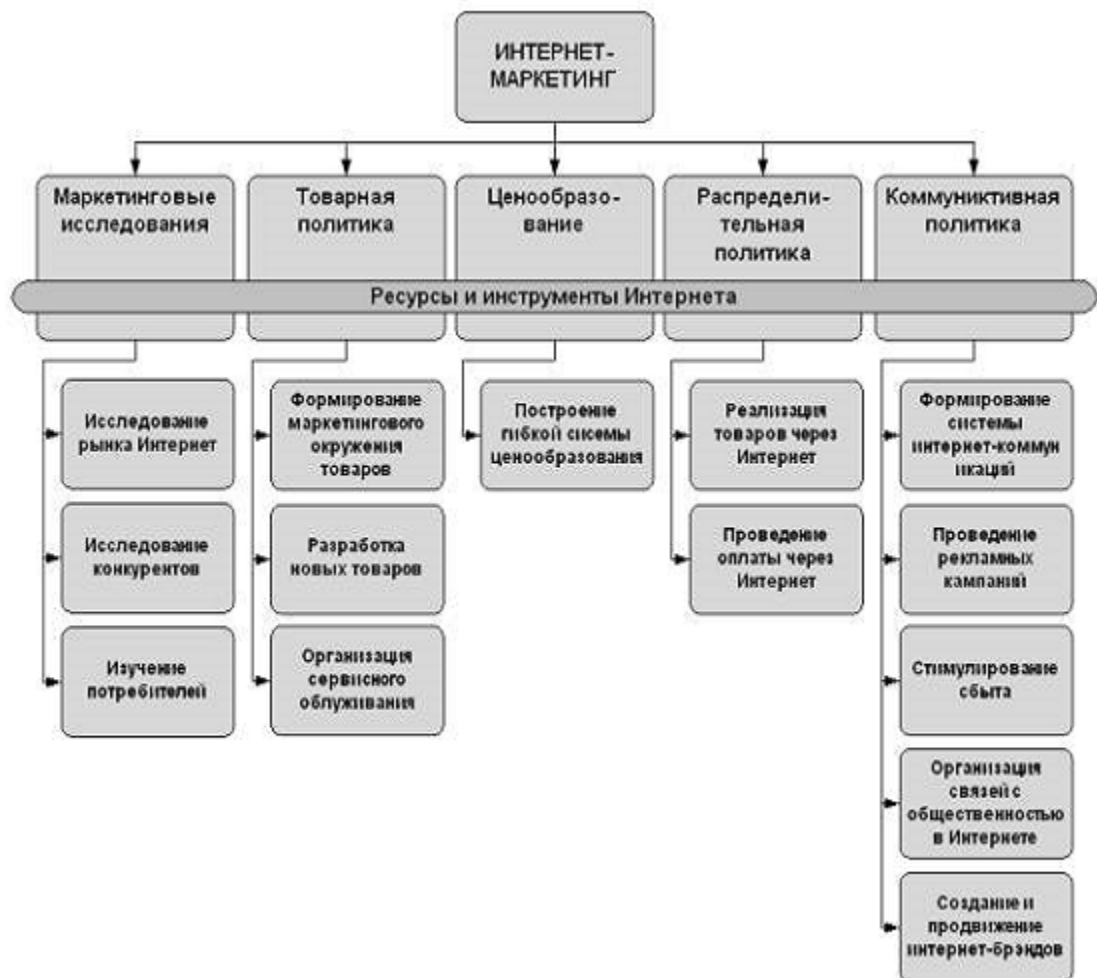 ИНТЕРНЕТ-
МАРКЕТИНГ
Маркетинговые
исследования
Товарная
политика
Ценообразо-
вание
Распредели-
тельная
политика
Коммуниктивная
политика
Ресурсы и инструменты Интернета
Исследование
рынка Интернет
Исследование
конкурентов
Изучение
потребителей
Формирование
маркетингового
окружения
товаров
Разработка
новых товаров
Организация
сервисного
облуживания
Построение
гибкой сисемы
ценообразования
Реализация
товаров через
Интернет
Проведение
оплаты через
Интернет
Формирование
системы
интернет-коммун
икаций
Проведение
рекламных
кампаний
Стимулирование
сбыта
Организация
связей с
общественностью
в Интернете
Создание и
продвижение
интернет-брэндов